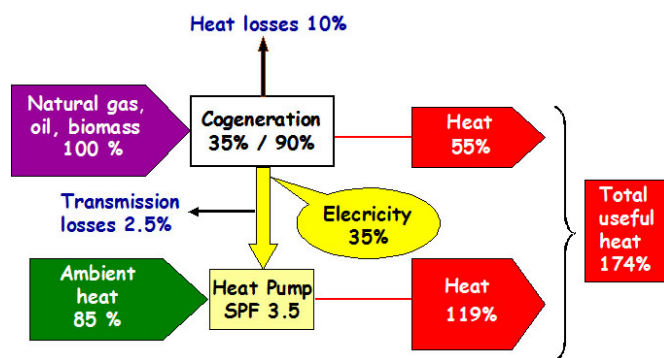 Heat losses 10%
Natural gas,
oil, biomass
100 %
Cogeneration
35% / 90%
Heat
55%
Transmission
losses 2.5%
Elecricity
35%
Total
useful
heat
174%
Ambient
heat
85 %
Heat Pump
SPF 3.5
Heat
119%